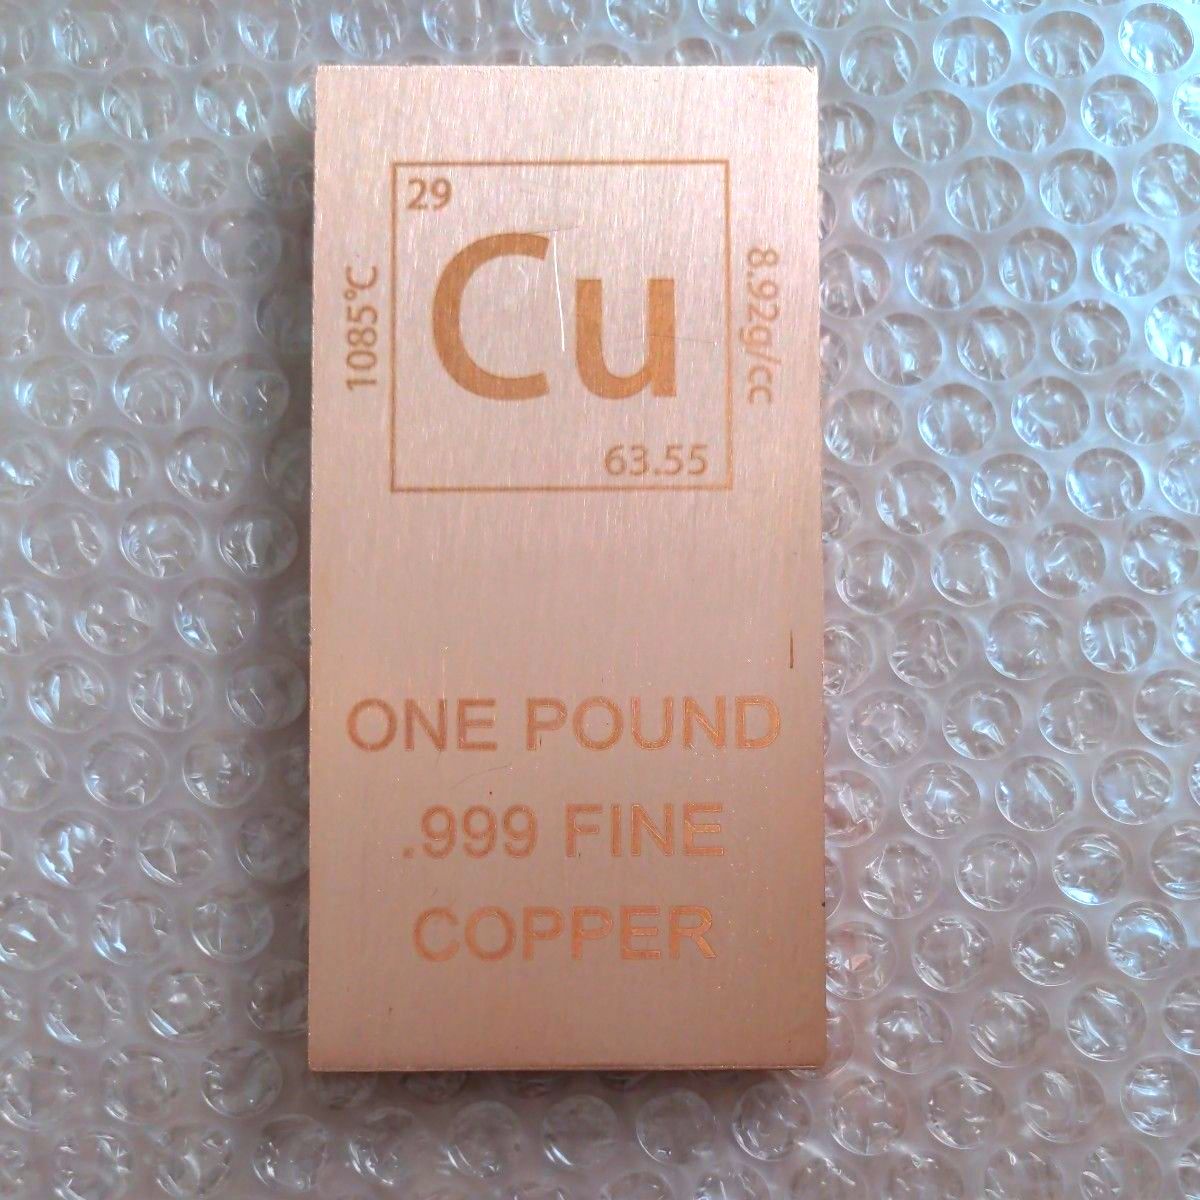 29
Cu
63.55
1085℃
8.92g/cc
ONE POUND
.999 FINE
COPPER